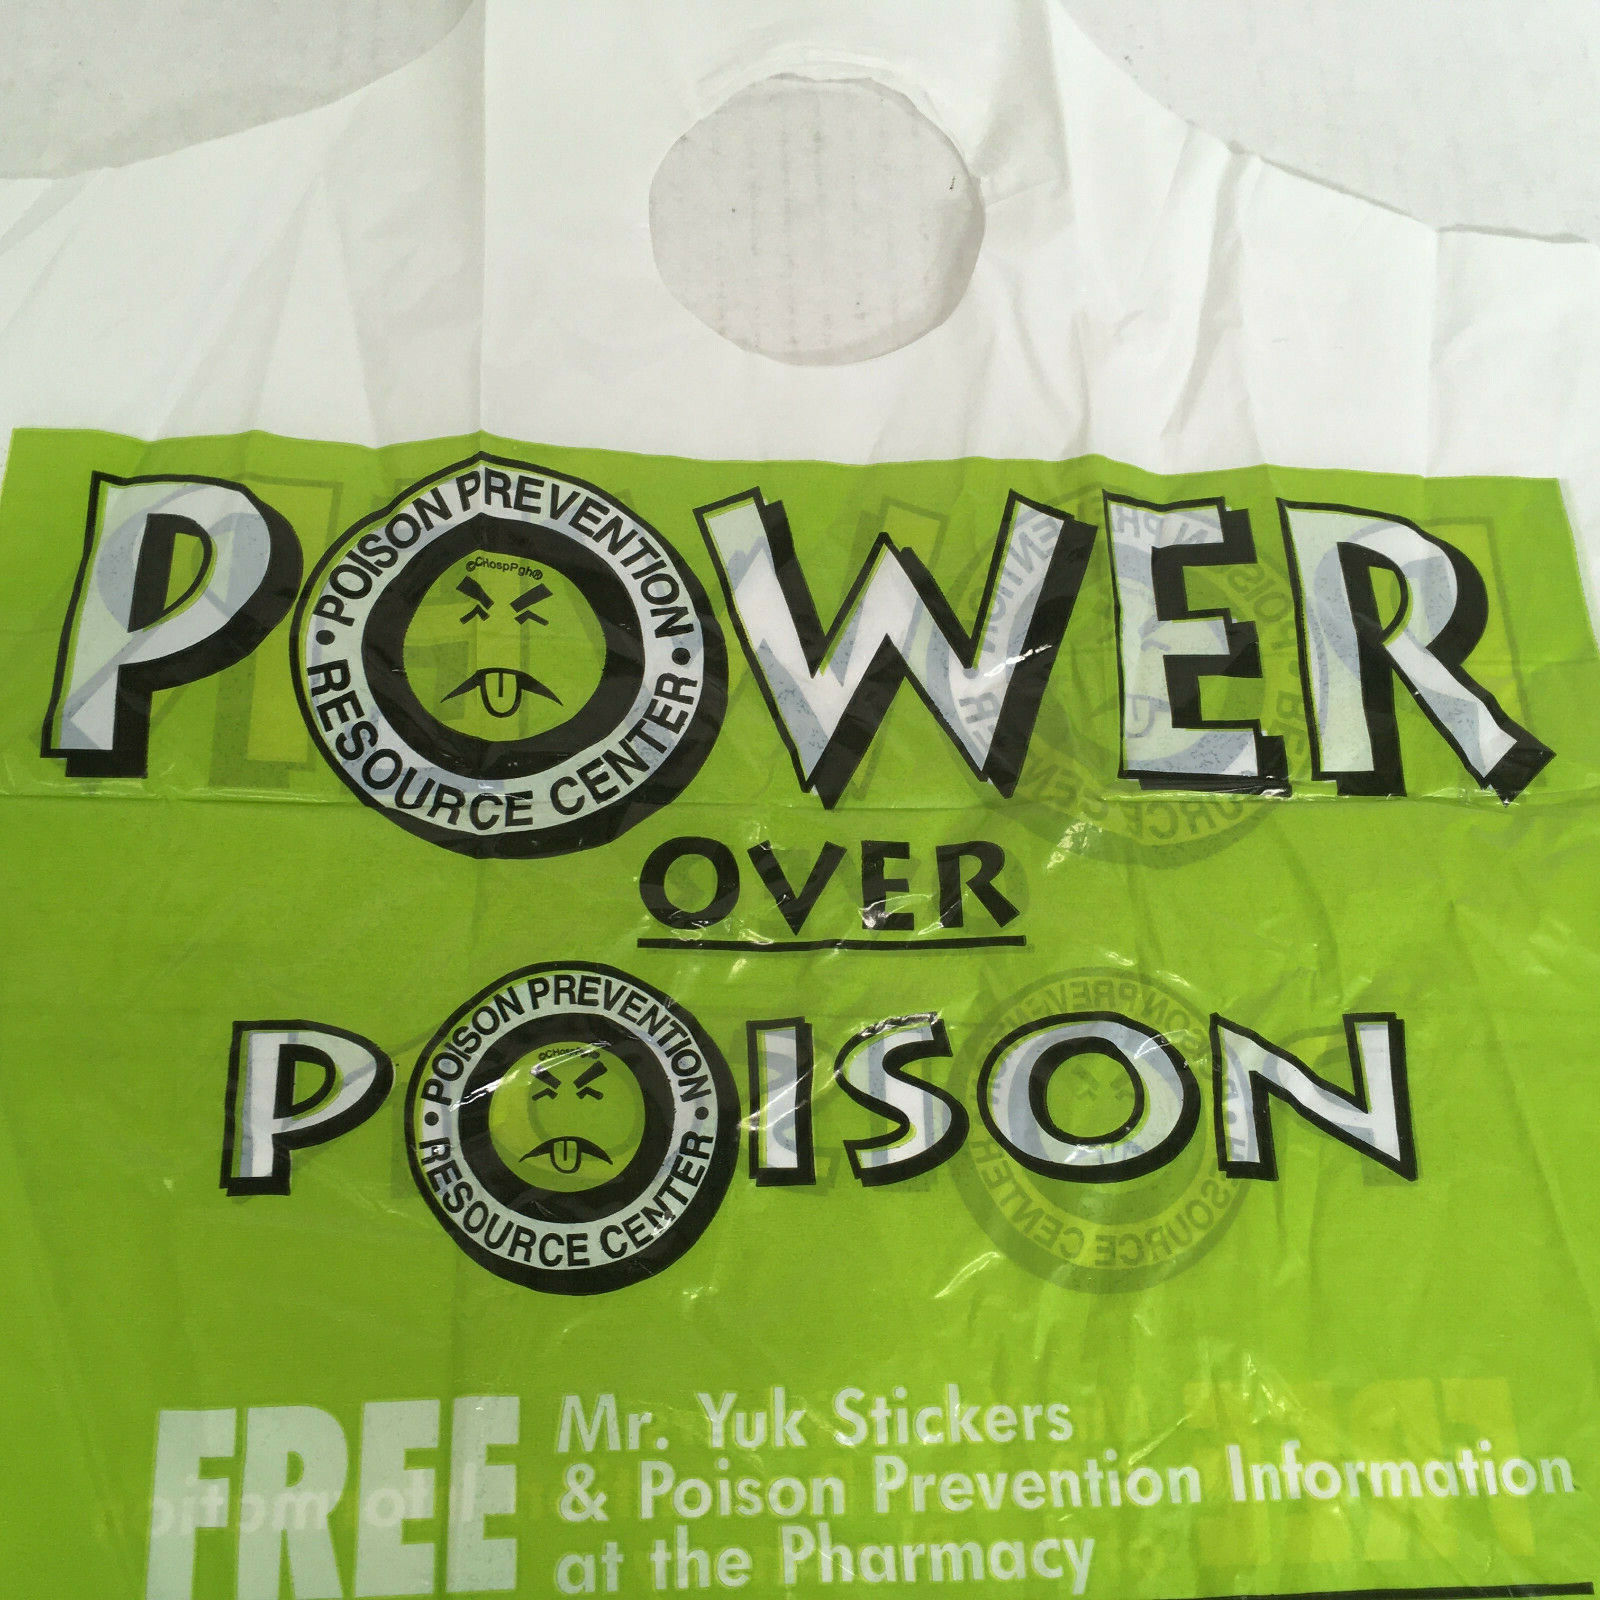 POWER
POISON PREVENTION
RESOURCE CENTER
©CHospPgh®
OVER
POISON
POISON PREVENTION
RESOURCE CENTER
FREE
Mr. Yuk Stickers
& Poison Prevention Information
at the Pharmacy